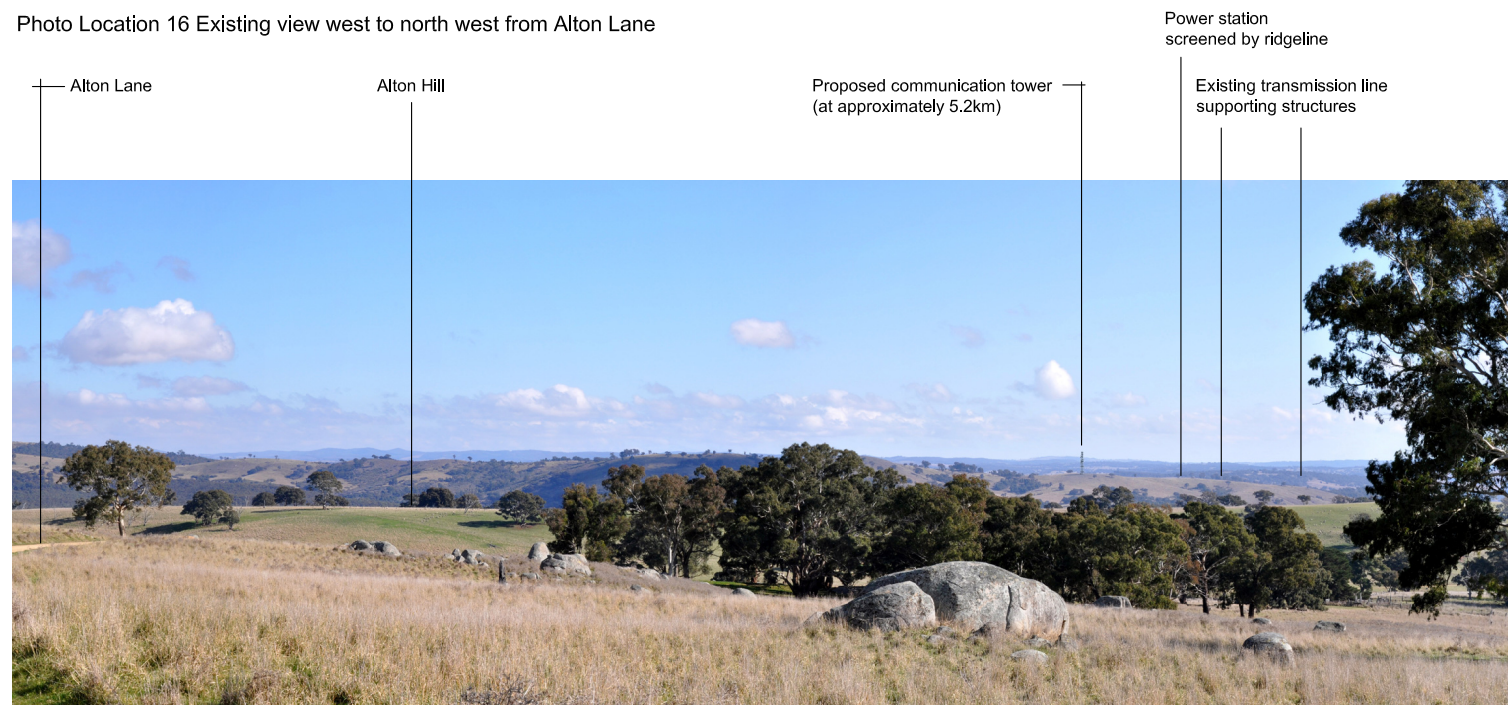 Photo Location 16 Existing view west to north west from Alton Lane
Power station
screened by ridgeline
Alton Lane
Alton Hill
Proposed communication tower
(at approximately 5.2km)
Existing transmission line
supporting structures